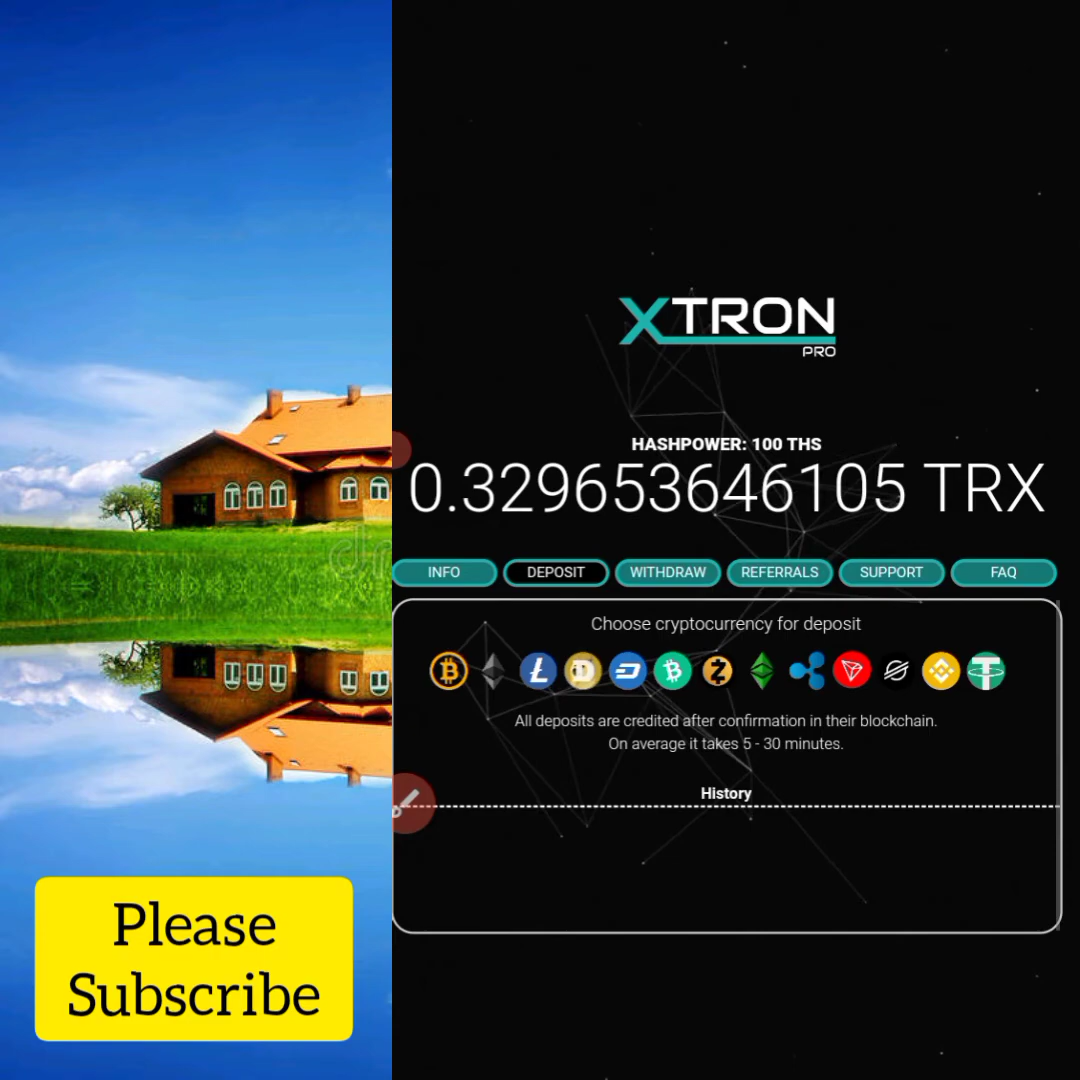 XTRON
PRO
HASHPOWER: 100 THS
0.329653646105 TRX
INFO DEPOSIT WITHDRAW REFERRALS SUPPORT FAQ
Choose cryptocurrency for deposit
All deposits are credited after confirmation in their blockchain.
On average it takes 5 - 30 minutes.
History
Please
Subscribe